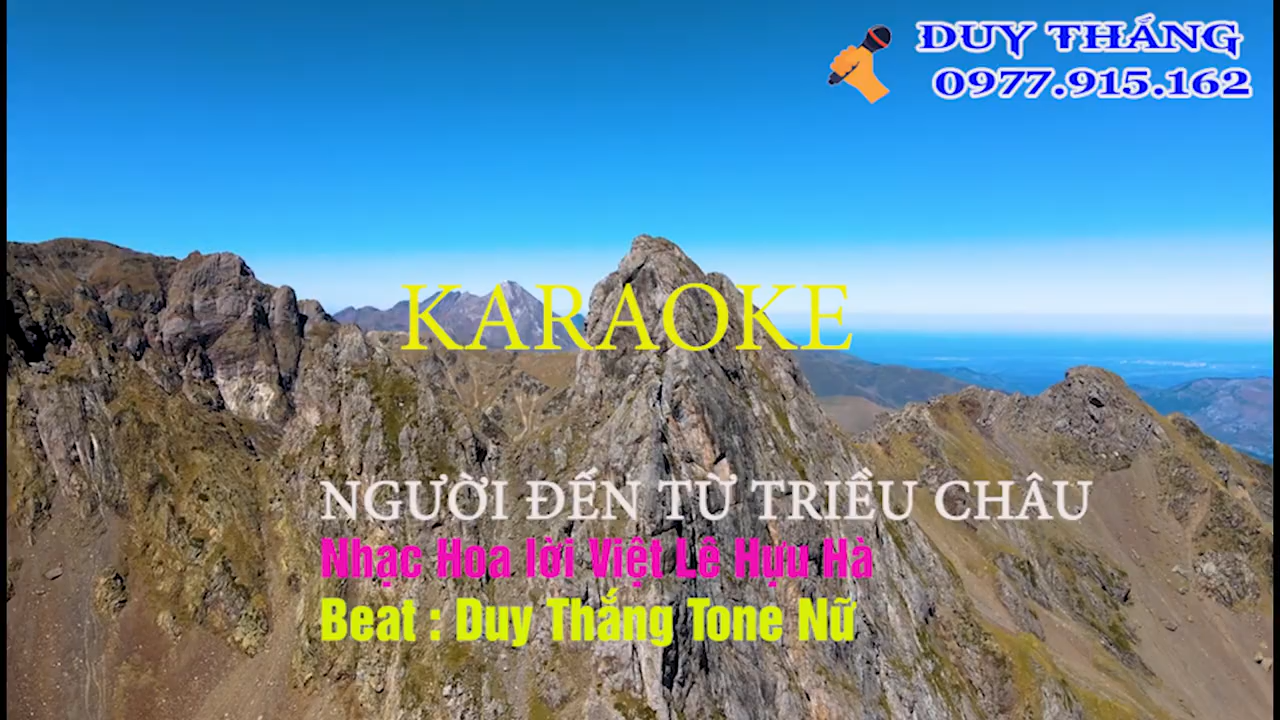 DUY THẮNG
0977.915.162
KARAOKE
NGƯỜI ĐẾN TỪ TRIỀU CHÂU
Nhạc Hoa lời Việt Lê Hựu Hà
Beat : Duy Thắng Tone Nữ